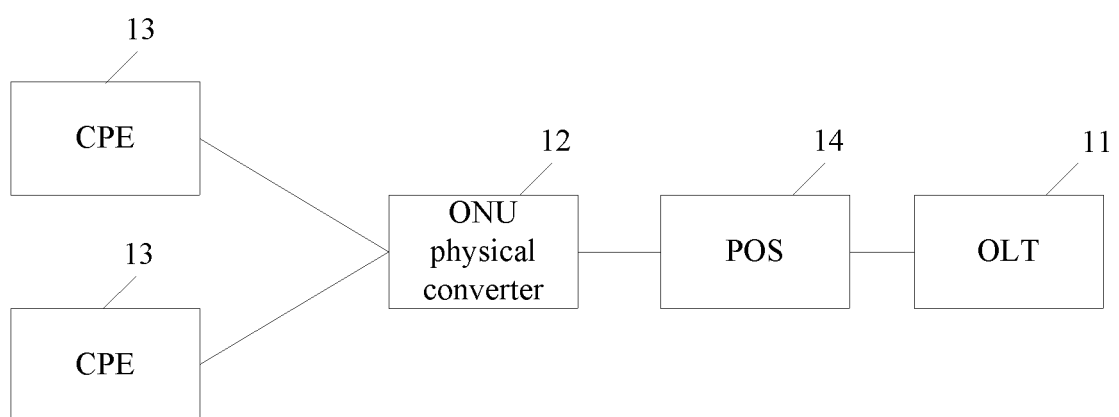 13
CPE
12
14
11
ONU
physical
converter
POS
OLT
13
CPE